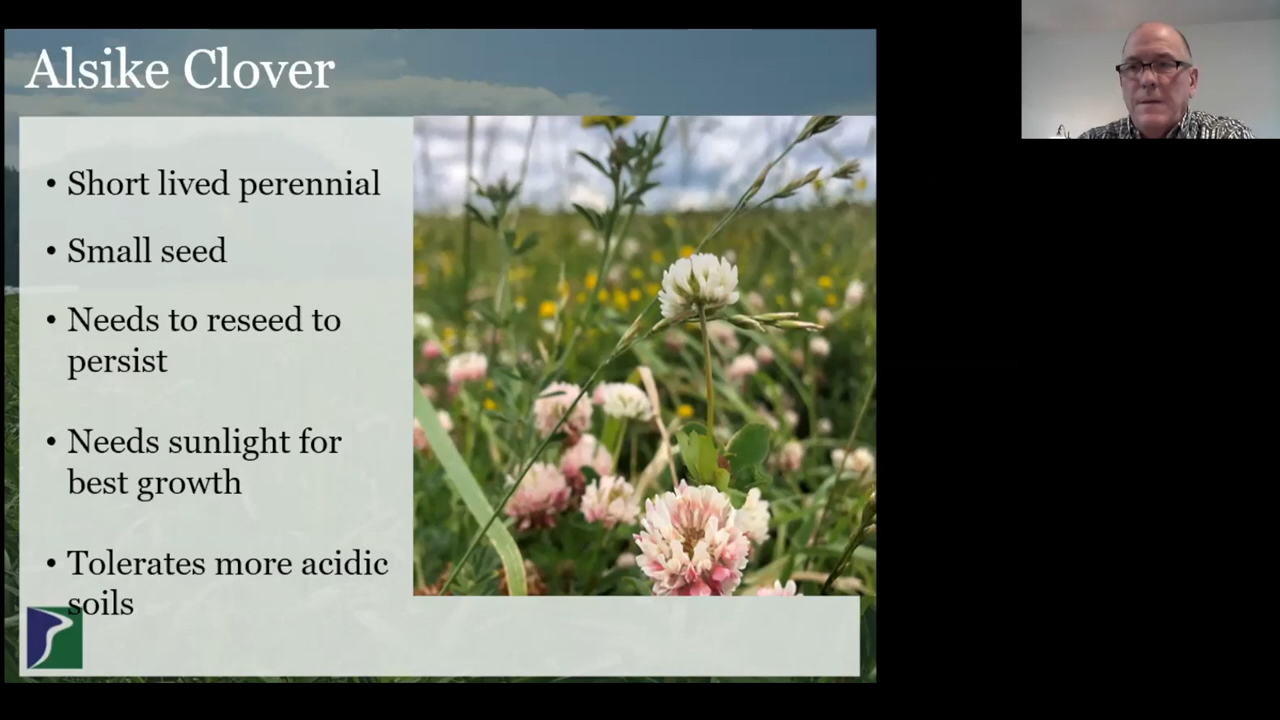 Alsike Clover
• Short lived perennial
• Small seed
• Needs to reseed to
persist
• Needs sunlight for
best growth
• Tolerates more acidic
soils